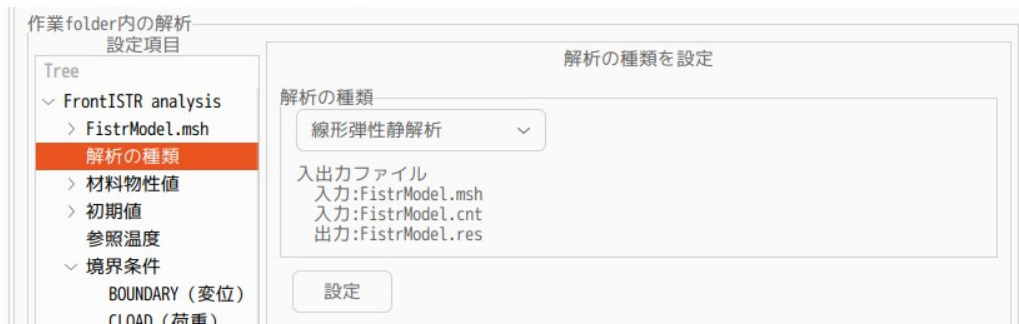 作業folder内の解析
設定項目
Tree
FrontISTR analysis
FistrModel.msh
解析の種類
材料物性値
初期値
参照温度
境界条件
BOUNDARY (変位)
CLOAD (荷重)
解析の種類を設定
解析の種類
線形弾性静解析
入出力ファイル
入力:FistrModel.msh
入力:FistrModel.cnt
出力:FistrModel.res
設定